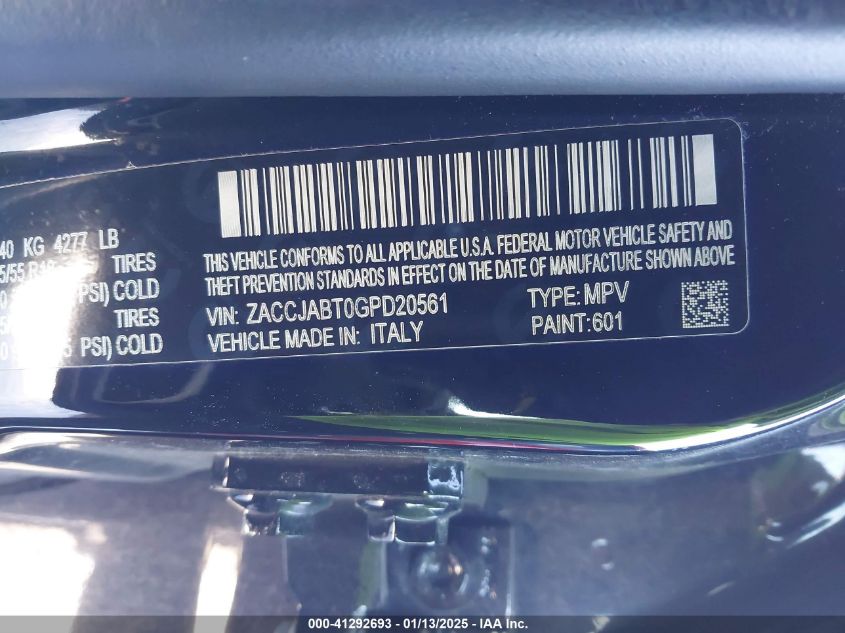 40 KG 4277 LB
TIRES
PSI) COLD
PSI) COLD
THIS VEHICLE CONFORMS TO ALL APPLICABLE U.S.A. FEDERAL MOTOR VEHICLE SAFETY AND
THEFT PREVENTION STANDARDS IN EFFECT ON THE DATE OF MANUFACTURE SHOWN ABOVE
VIN: ZACCJABT0GPD20561 TYPE: MPV
VEHICLE MADE IN: ITALY PAINT:601
000-41292693 - 01/13/2025 - IAA Inc.